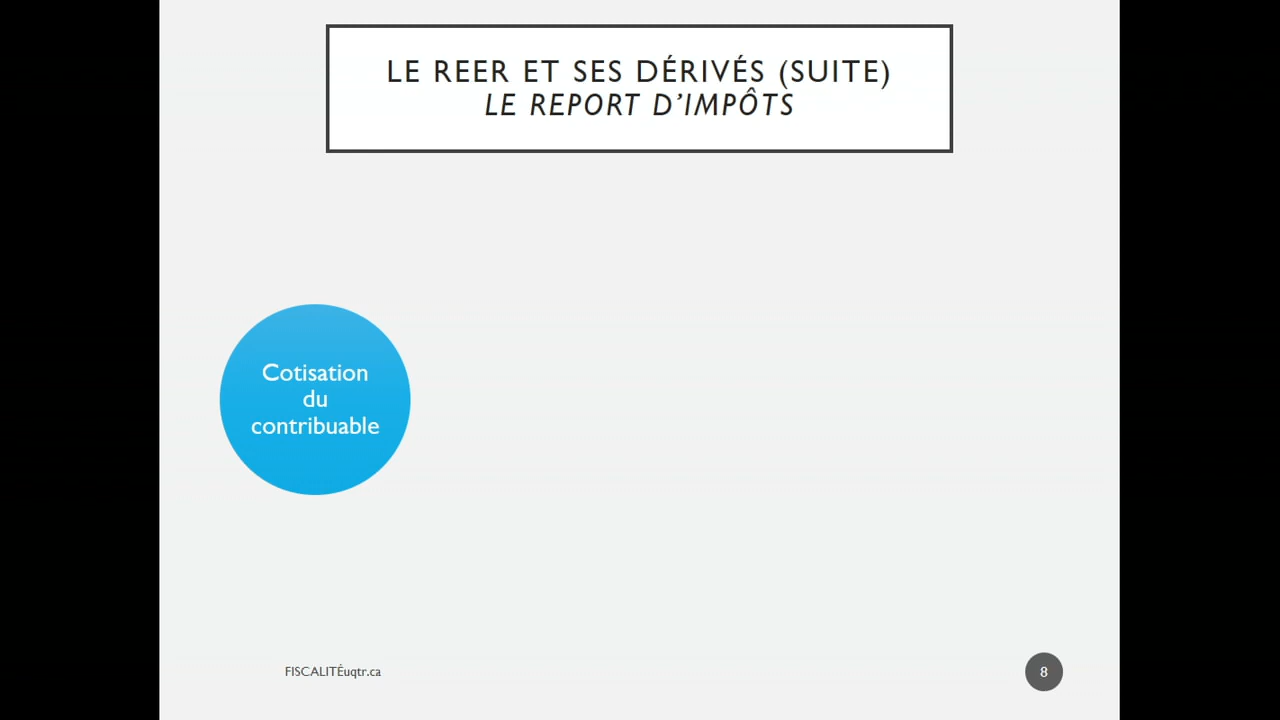 LE REER ET SES DÉRIVÉS (SUITE)
LE REPORT D’IMPÔTS
Cotisation
du
contribuable
FISCALITÉuqtr.ca
8